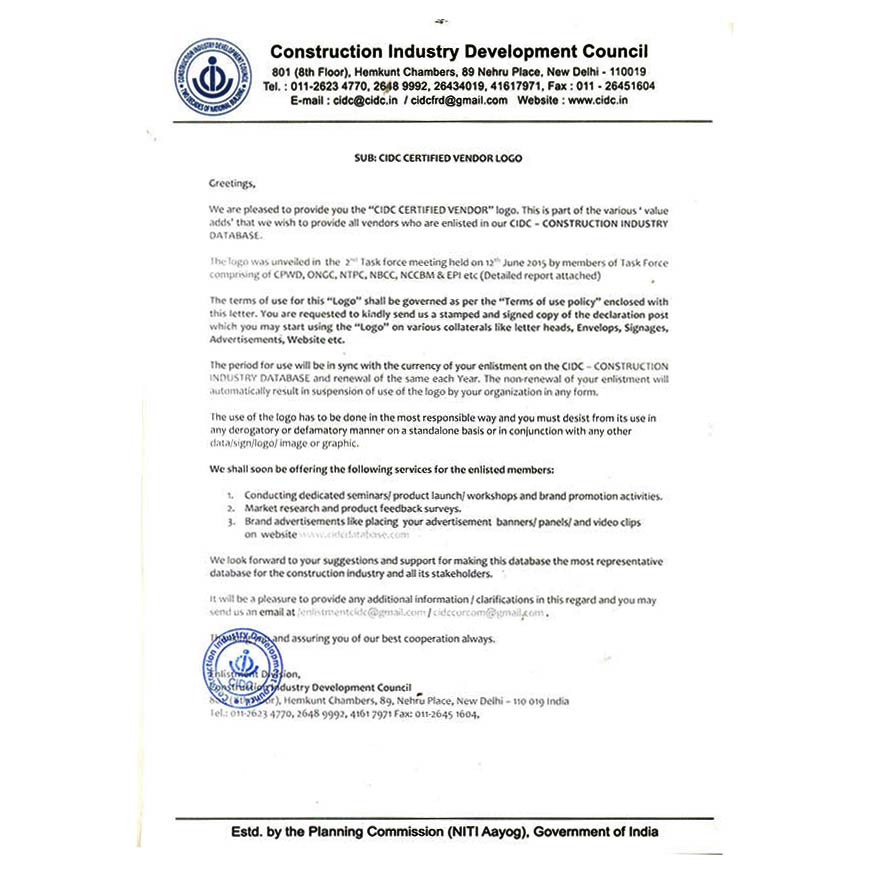 Construction Industry Development Council
801 (8th Floor), Hemkunt Chambers, 89 Nehru Place, New Delhi - 110019
Tel. : 011-2623 4770, 2648 9992, 26434019, 41617971, Fax : 011 - 26451604
E-mail : cidc@cidc.in / cidcfrd@gmail.com Website : www.cidc.in
CONSTRUCTION INDUSTRY DEVELOPMENT COUNCIL
TWO DECADES OF NATIONAL BUILDING
SUB: CIDC CERTIFIED VENDOR LOGO
Greetings,
We are pleased to provide you the “CIDC CERTIFIED VENDOR” logo. This is part of the various ‘ value
adds’ that we wish to provide all vendors who are enlisted in our CIDC – CONSTRUCTION INDUSTRY
DATABASE.
The logo was unveiled in the 2nd Task force meeting held on 12th June 2015 by members of Task Force
comprising of CPWD, ONGC, NTPC, NBCC, NCCBM & EPI etc (Detailed report attached)
The terms of use for this “Logo” shall be governed as per the “Terms of use policy” enclosed with
this letter. You are requested to kindly send us a stamped and signed copy of the declaration post
which you may start using the “Logo” on various collaterals like letter heads, Envelops, Signages,
Advertisements, Website etc.
The period for use will be in sync with the currency of your enlistment on the CIDC – CONSTRUCTION
INDUSTRY DATABASE and renewal of the same each Year. The non-renewal of your enlistment will
automatically result in suspension of use of the logo by your organization in any form.
The use of the logo has to be done in the most responsible way and you must desist from its use in
any derogatory or defamatory manner on a standalone basis or in conjunction with any other
data/sign/logo/ image or graphic.
We shall soon be offering the following services for the enlisted members:
1. Conducting dedicated seminars/ product launch/ workshops and brand promotion activities.
2. Market research and product feedback surveys.
3. Brand advertisements like placing your advertisement banners/ panels/ and video clips
on website www.cidcdatabase.com
We look forward to your suggestions and support for making this database the most representative
database for the construction industry and all its stakeholders.
It will be a pleasure to provide any additional information / clarifications in this regard and you may
send us an email at /enlistmentcidc@gmail.com / cidccorcom@gmail.com .
and assuring you of our best cooperation always.
Enlistment Division,
Construction Industry Development Council
Hemkunt Chambers, 89, Nehru Place, New Delhi – 110 019 India
Tel.: 011-2623 4770, 2648 9992, 4161 7971 Fax: 011-2645 1604,
Construction Industry Development Council
CIDC
Estd. by the Planning Commission (NITI Aayog), Government of India